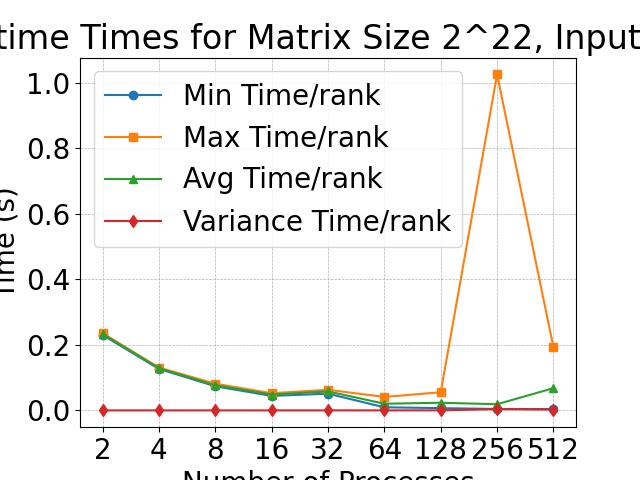 time Times for Matrix Size 2^22, Input
Min Time/rank
Max Time/rank
Avg Time/rank
Variance Time/rank
1.0
0.8
0.6
0.4
0.2
0.0
Time (s)
2 4 8 16 32 64 128 256 512
Number of Processes